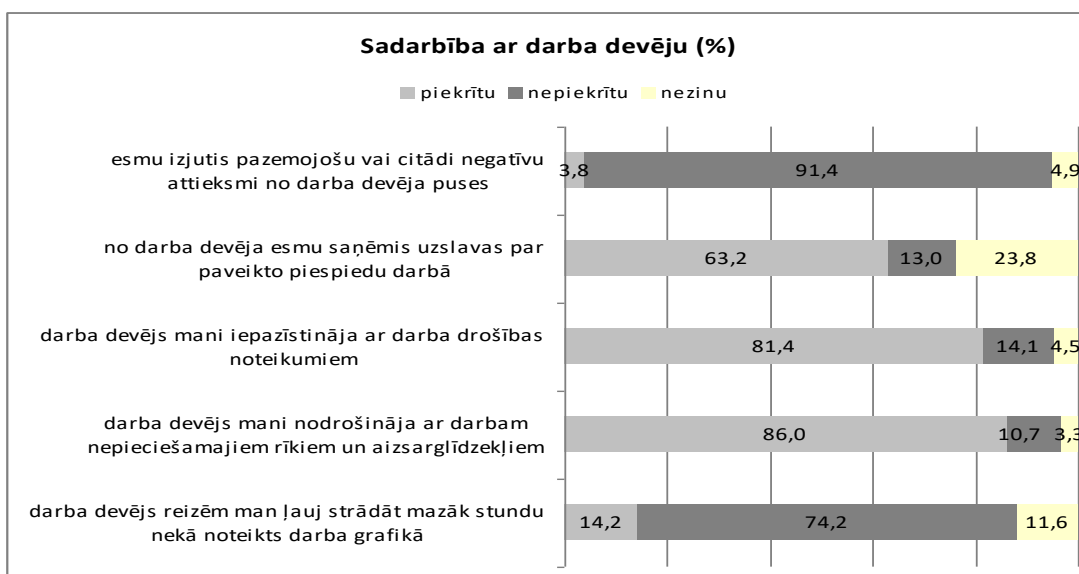 Sadarbība ar darba devēju (%)
piekrītu nepiekrītu nezinu
esmu izjutis pazemojošu vai citādi negatīvu
attieksmi no darba devēja puses
3,8 91,4 4,9
no darba devēja esmu saņēmis uzslavas par
paveikto piespiedu darbā
63,2 13,0 23,8
darba devējs mani iepazīstināja ar darba drošības
noteikumiem
81,4 14,1 4,5
darba devējs mani nodrošināja ar darbam
nepieciešamajiem rīkiem un aizsarglīdzekļiem
86,0 10,7 3,3
darba devējs reizēm man ļauj strādāt mazāk stundu
nekā noteikts darba grafikā
14,2 74,2 11,6